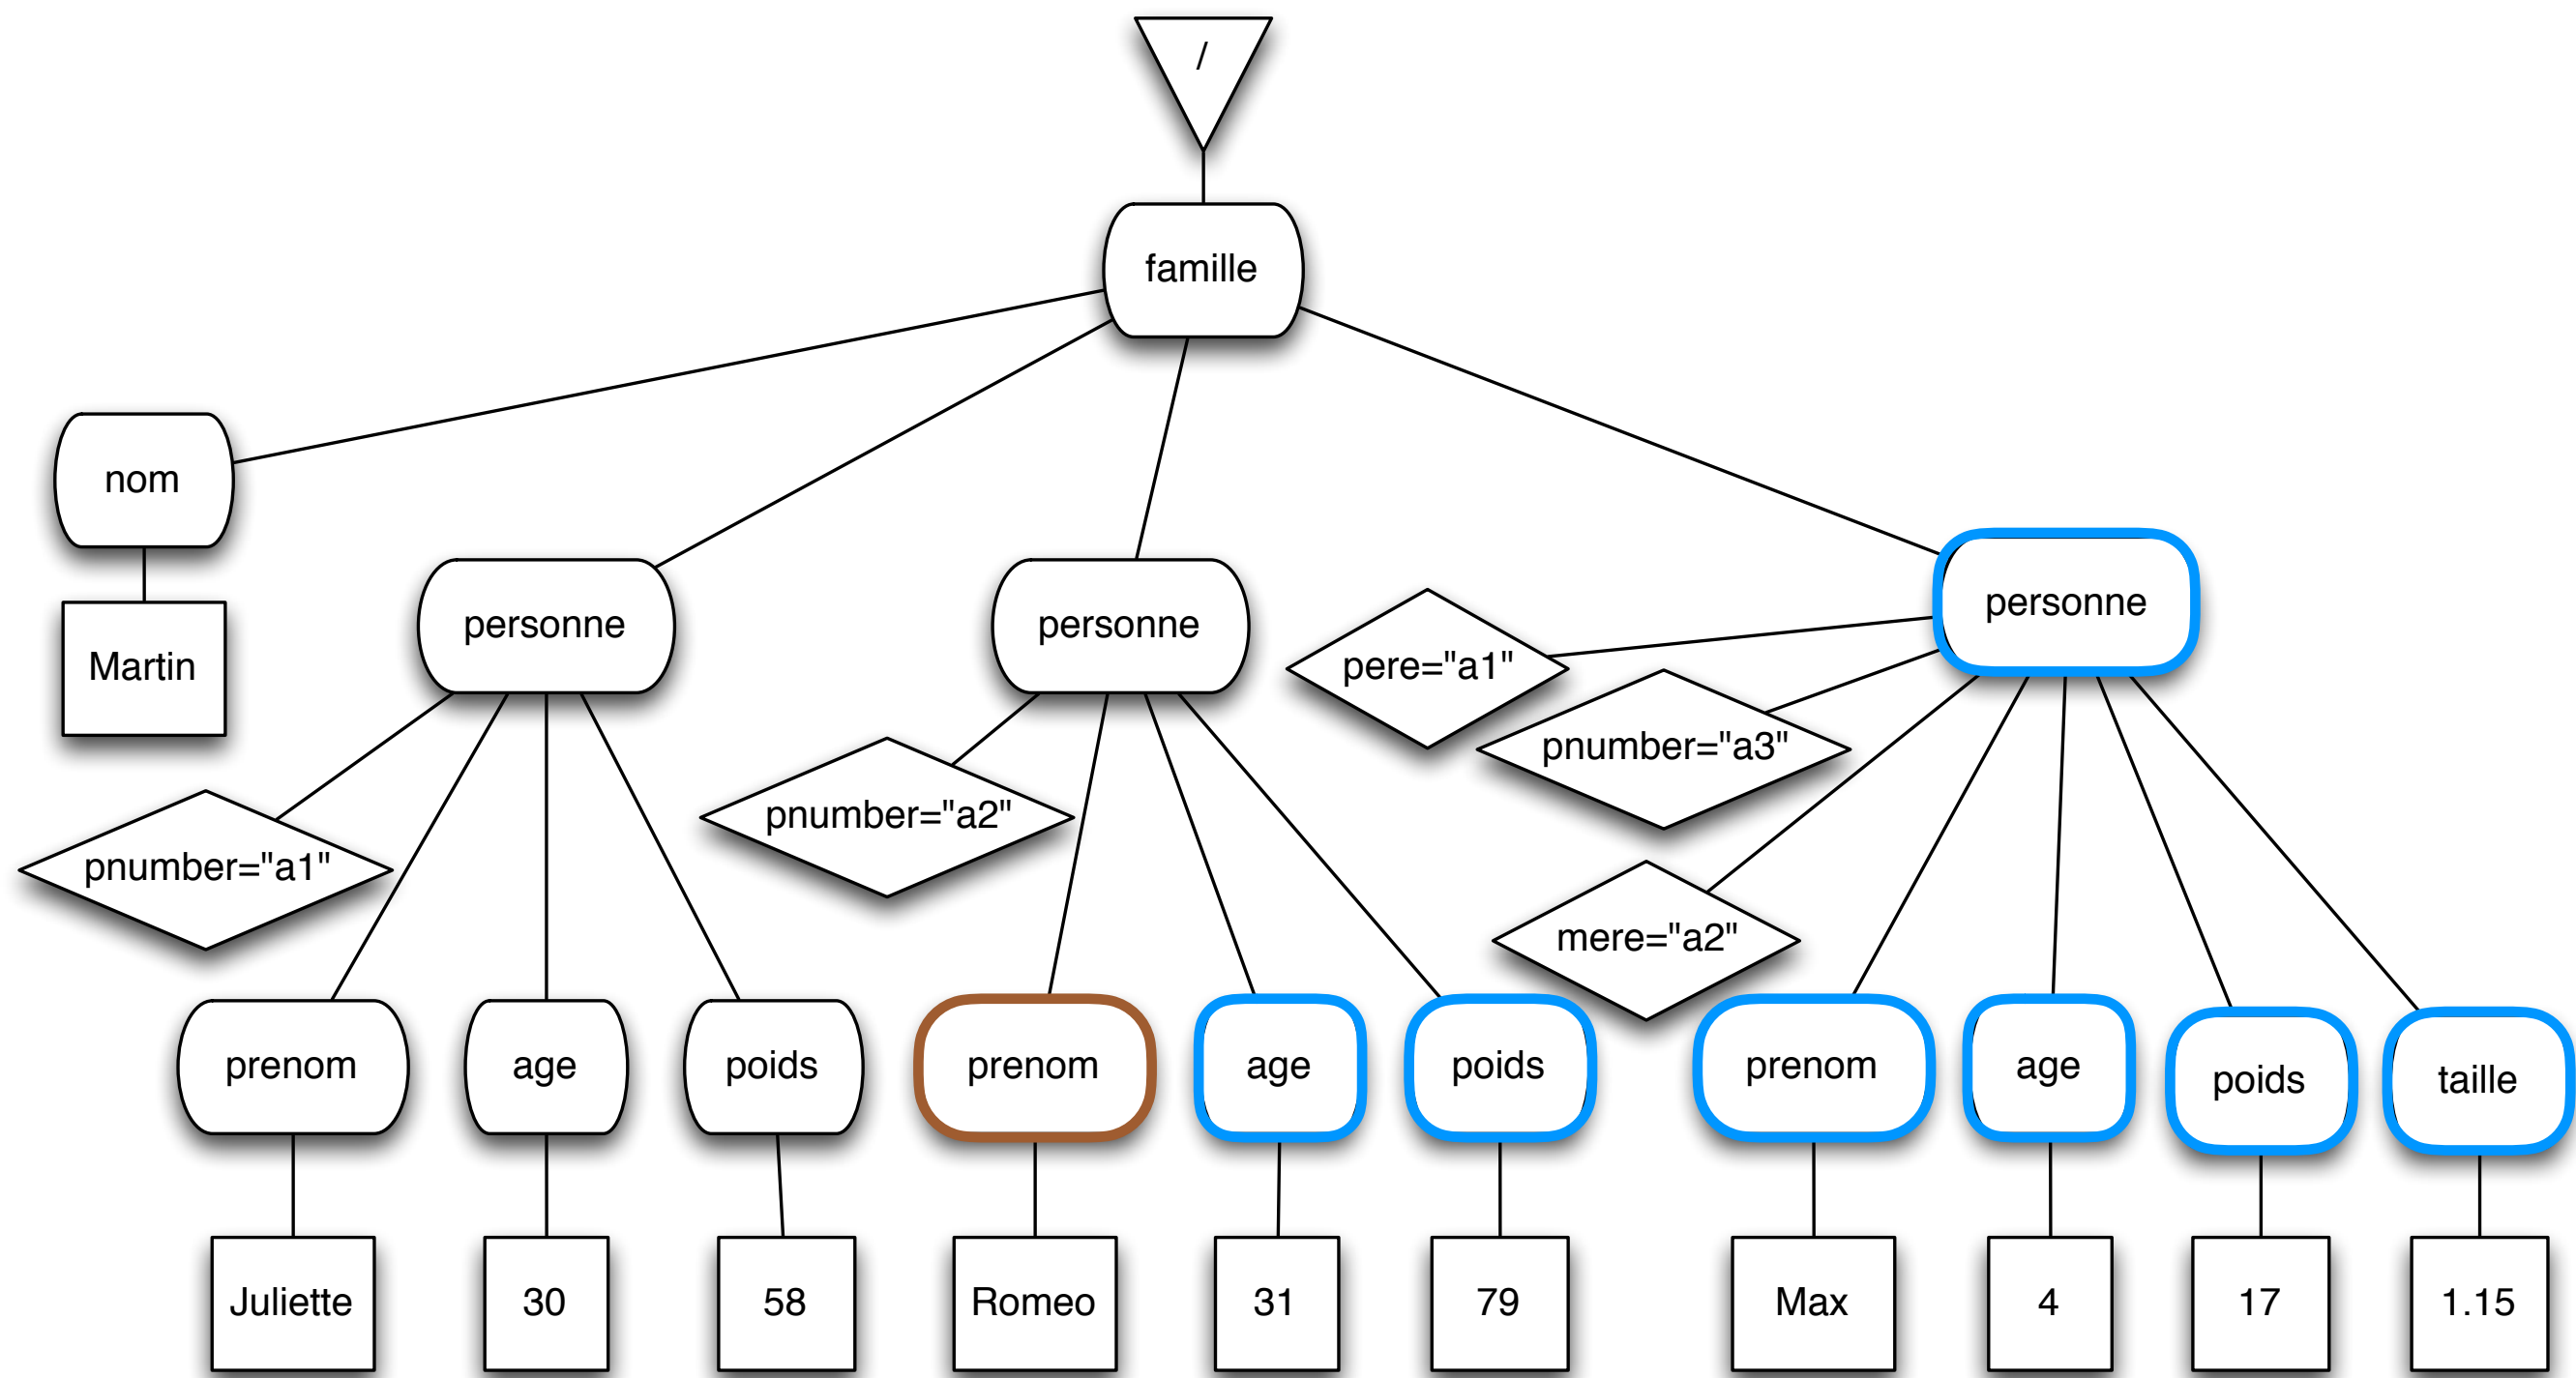 /
famille
nom
Martin
personne
personne
personne
pere="a1"
pnumber="a3"
pnumber="a2"
pnumber="a1"
mere="a2"
prenom
age
poids
prenom
age
poids
prenom
age
poids
taille
Juliette
30
58
Romeo
31
79
Max
4
17
1.15